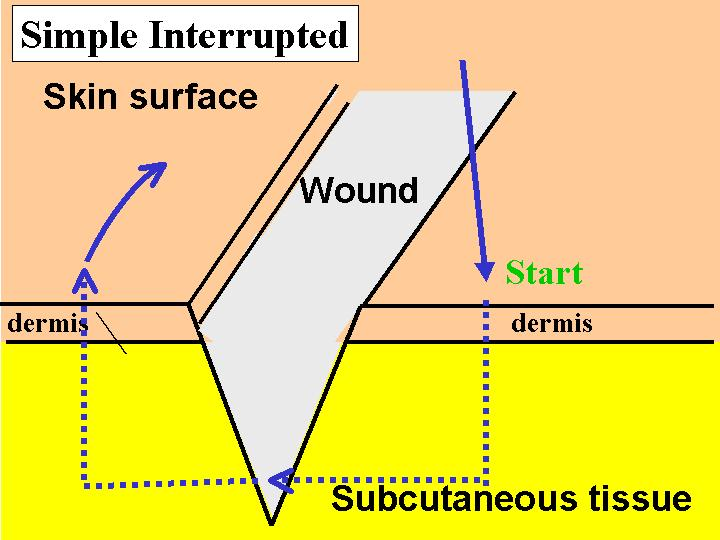 Simple Interrupted
Skin surface
Wound
Start
dermis
dermis
Subcutaneous tissue